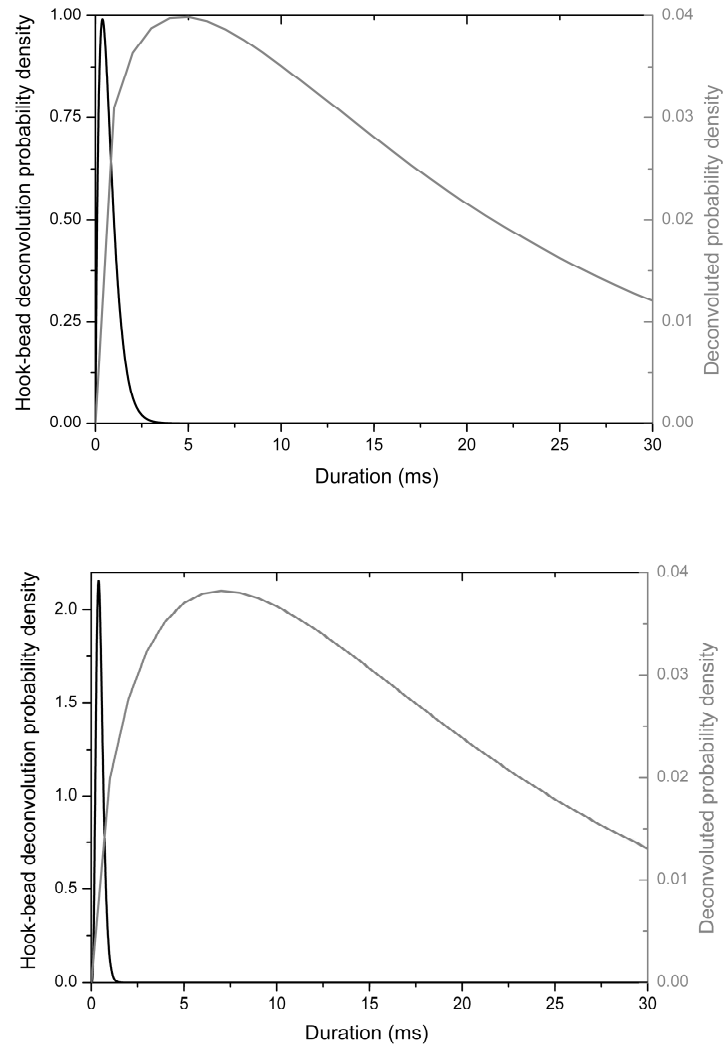 Hook-bead deconvolution probability density
1.00
0.75
0.50
0.25
0.00
0.04
0.03
0.02
0.01
0.00
Deconvoluted probability density
0 5 10 15 20 25 30
Duration (ms)
Hook-bead deconvolution probability density
2.0
1.5
1.0
0.5
0.0
0.04
0.03
0.02
0.01
0.00
Deconvoluted probability density
0 5 10 15 20 25 30
Duration (ms)